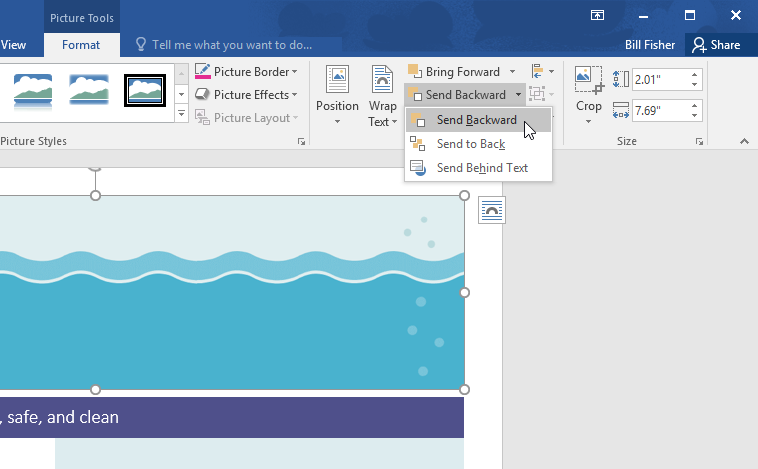 Picture Tools
View
Format
Tell me what you want to do...
Bill Fisher
Share
Picture Border
Picture Effects
Picture Layout
Picture Styles
Position
Wrap
Text
Bring Forward
Send Backward
Send Backward
Send to Back
Send Behind Text
Crop
2.01"
7.69"
Size
, safe, and clean